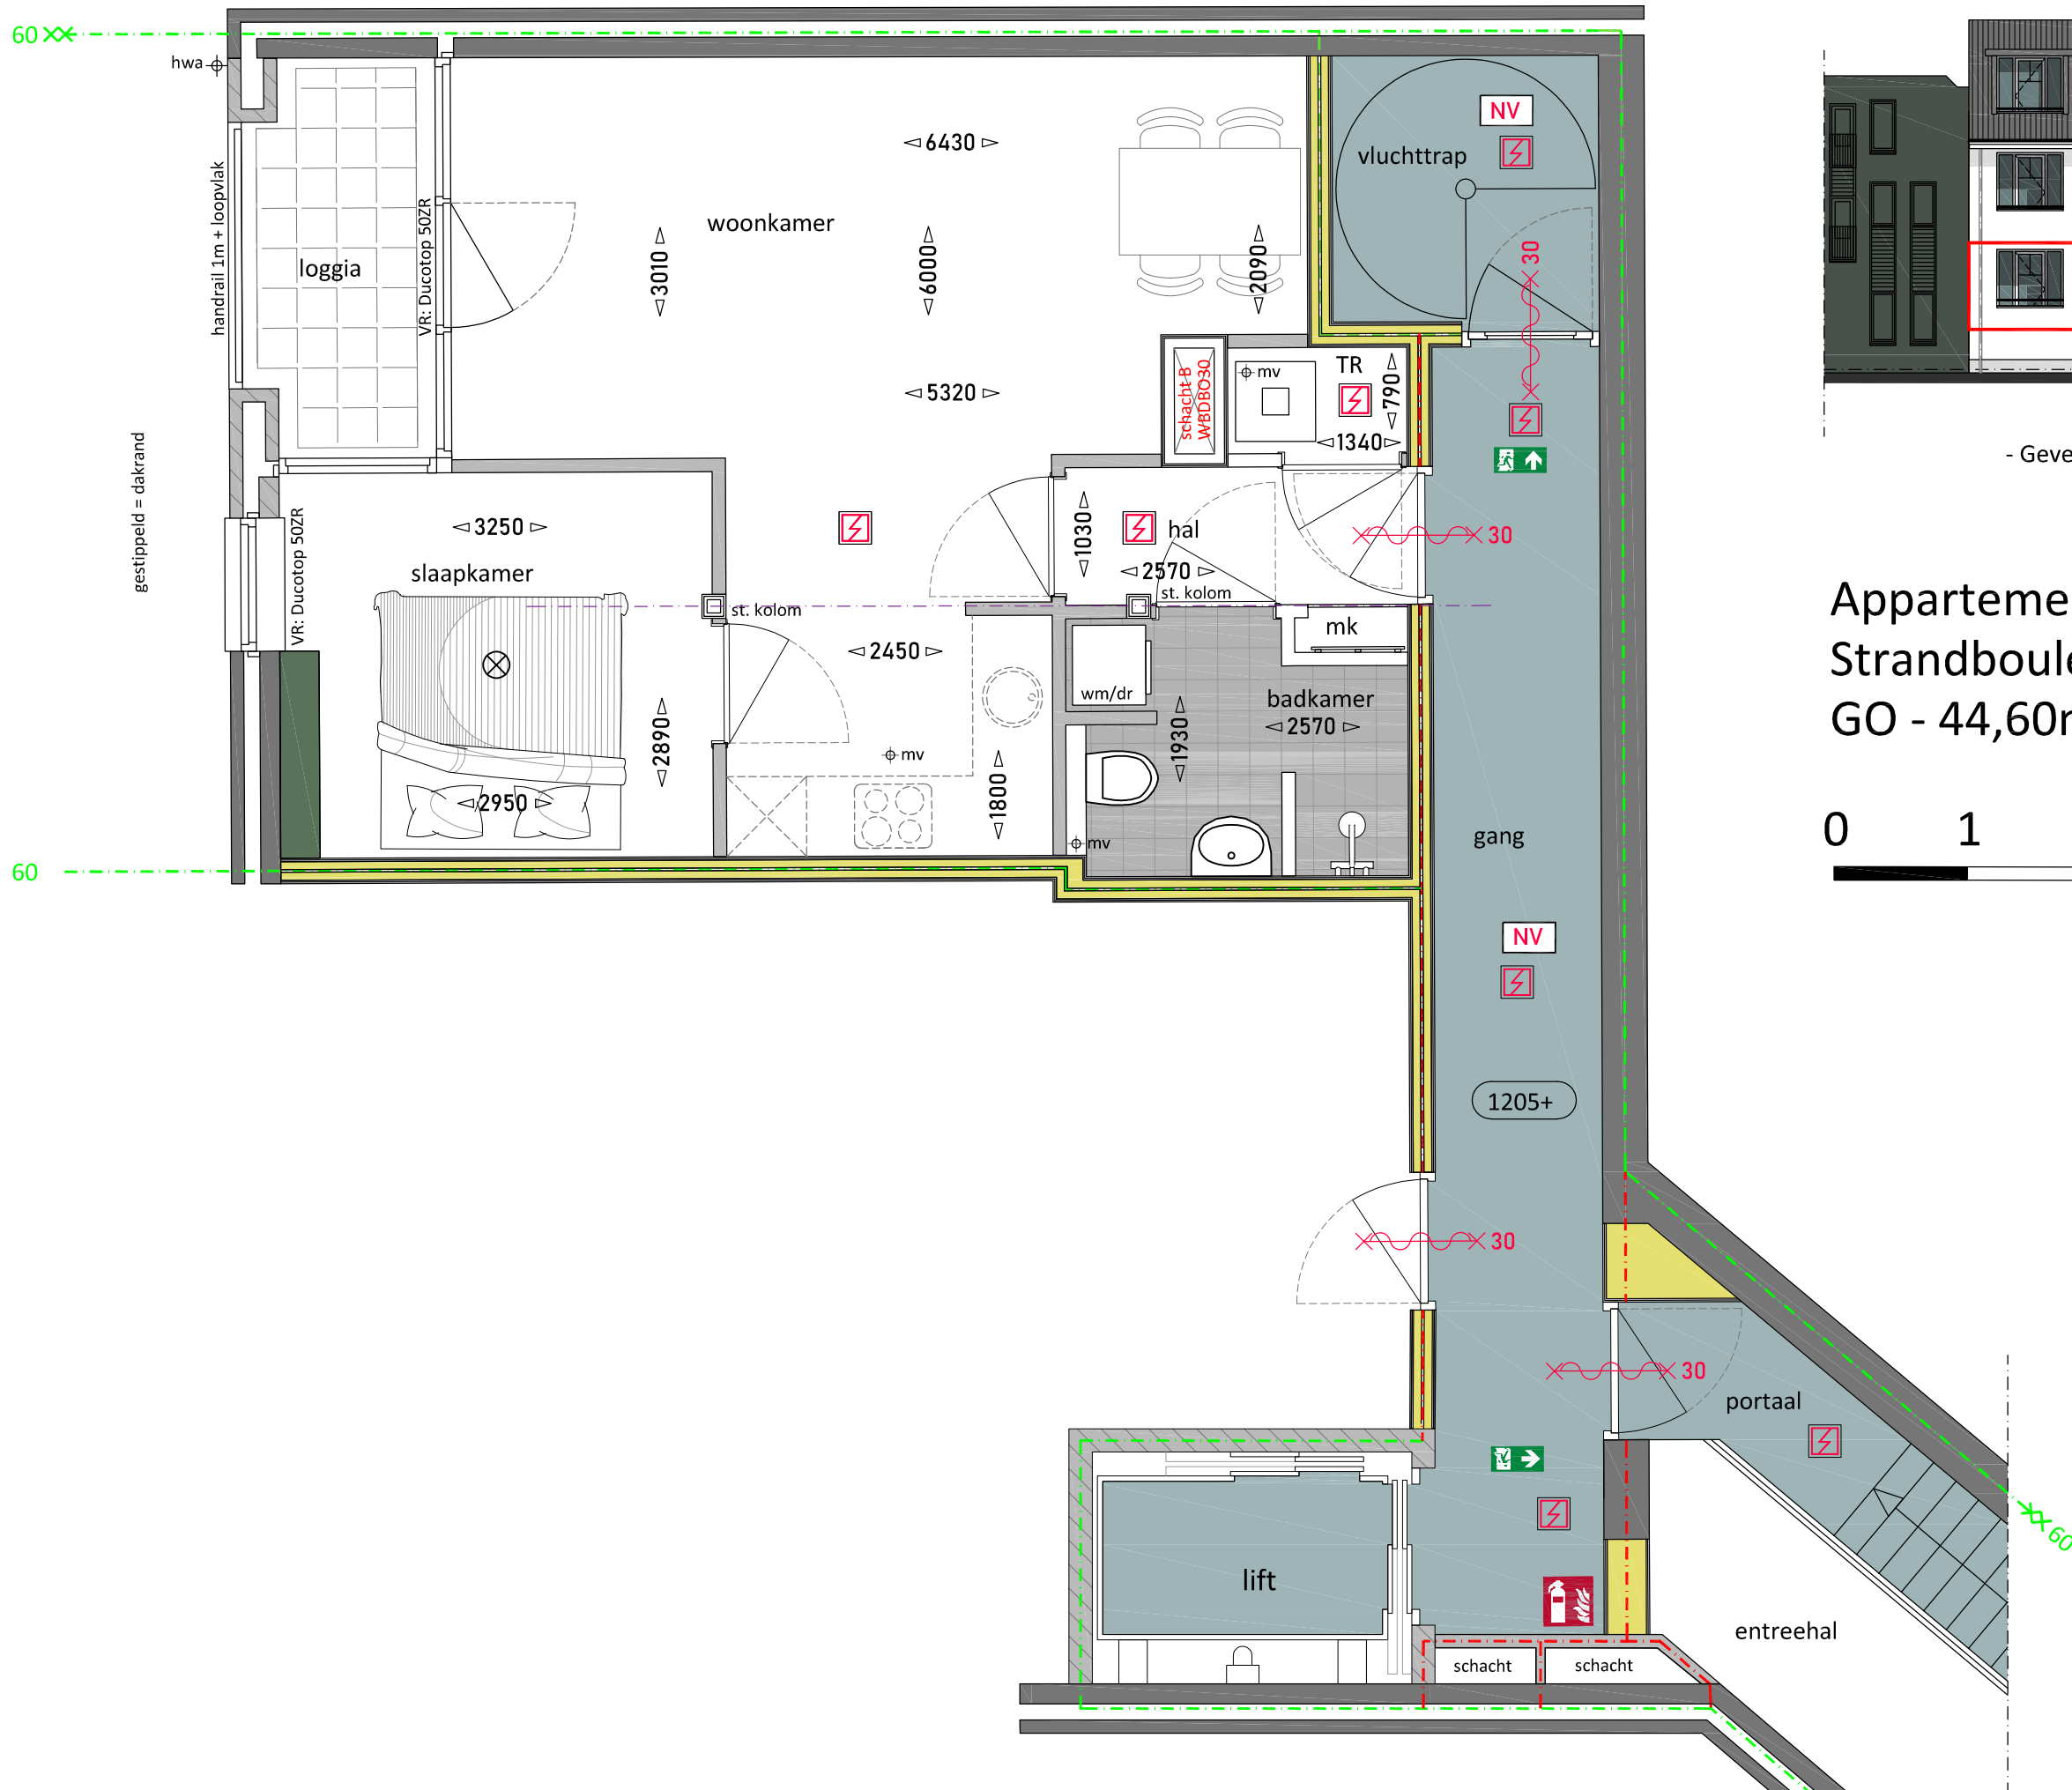 60
hwa
handrail 1m + loopvlak
loggia
VR: Ducotop 50ZR
woonkamer
6430
3010
6000
2090
5320
vluchttrap
NV
30
schacht B
WBDBO30
mv
TR
790
1340
- Geve
gestippeld = dakrand
VR: Ducotop 50ZR
3250
slaapkamer
1030
hal
2570
st. kolom
30
st. kolom
2450
mk
wm/dr
badkamer
2570
1930
2890
2950
mv
1800
mv
60
gang
Apparteme
Strandboule
GO - 44,60m
0 1
NV
1205+
30
30
portaal
60
lift
entreehal
schacht
schacht